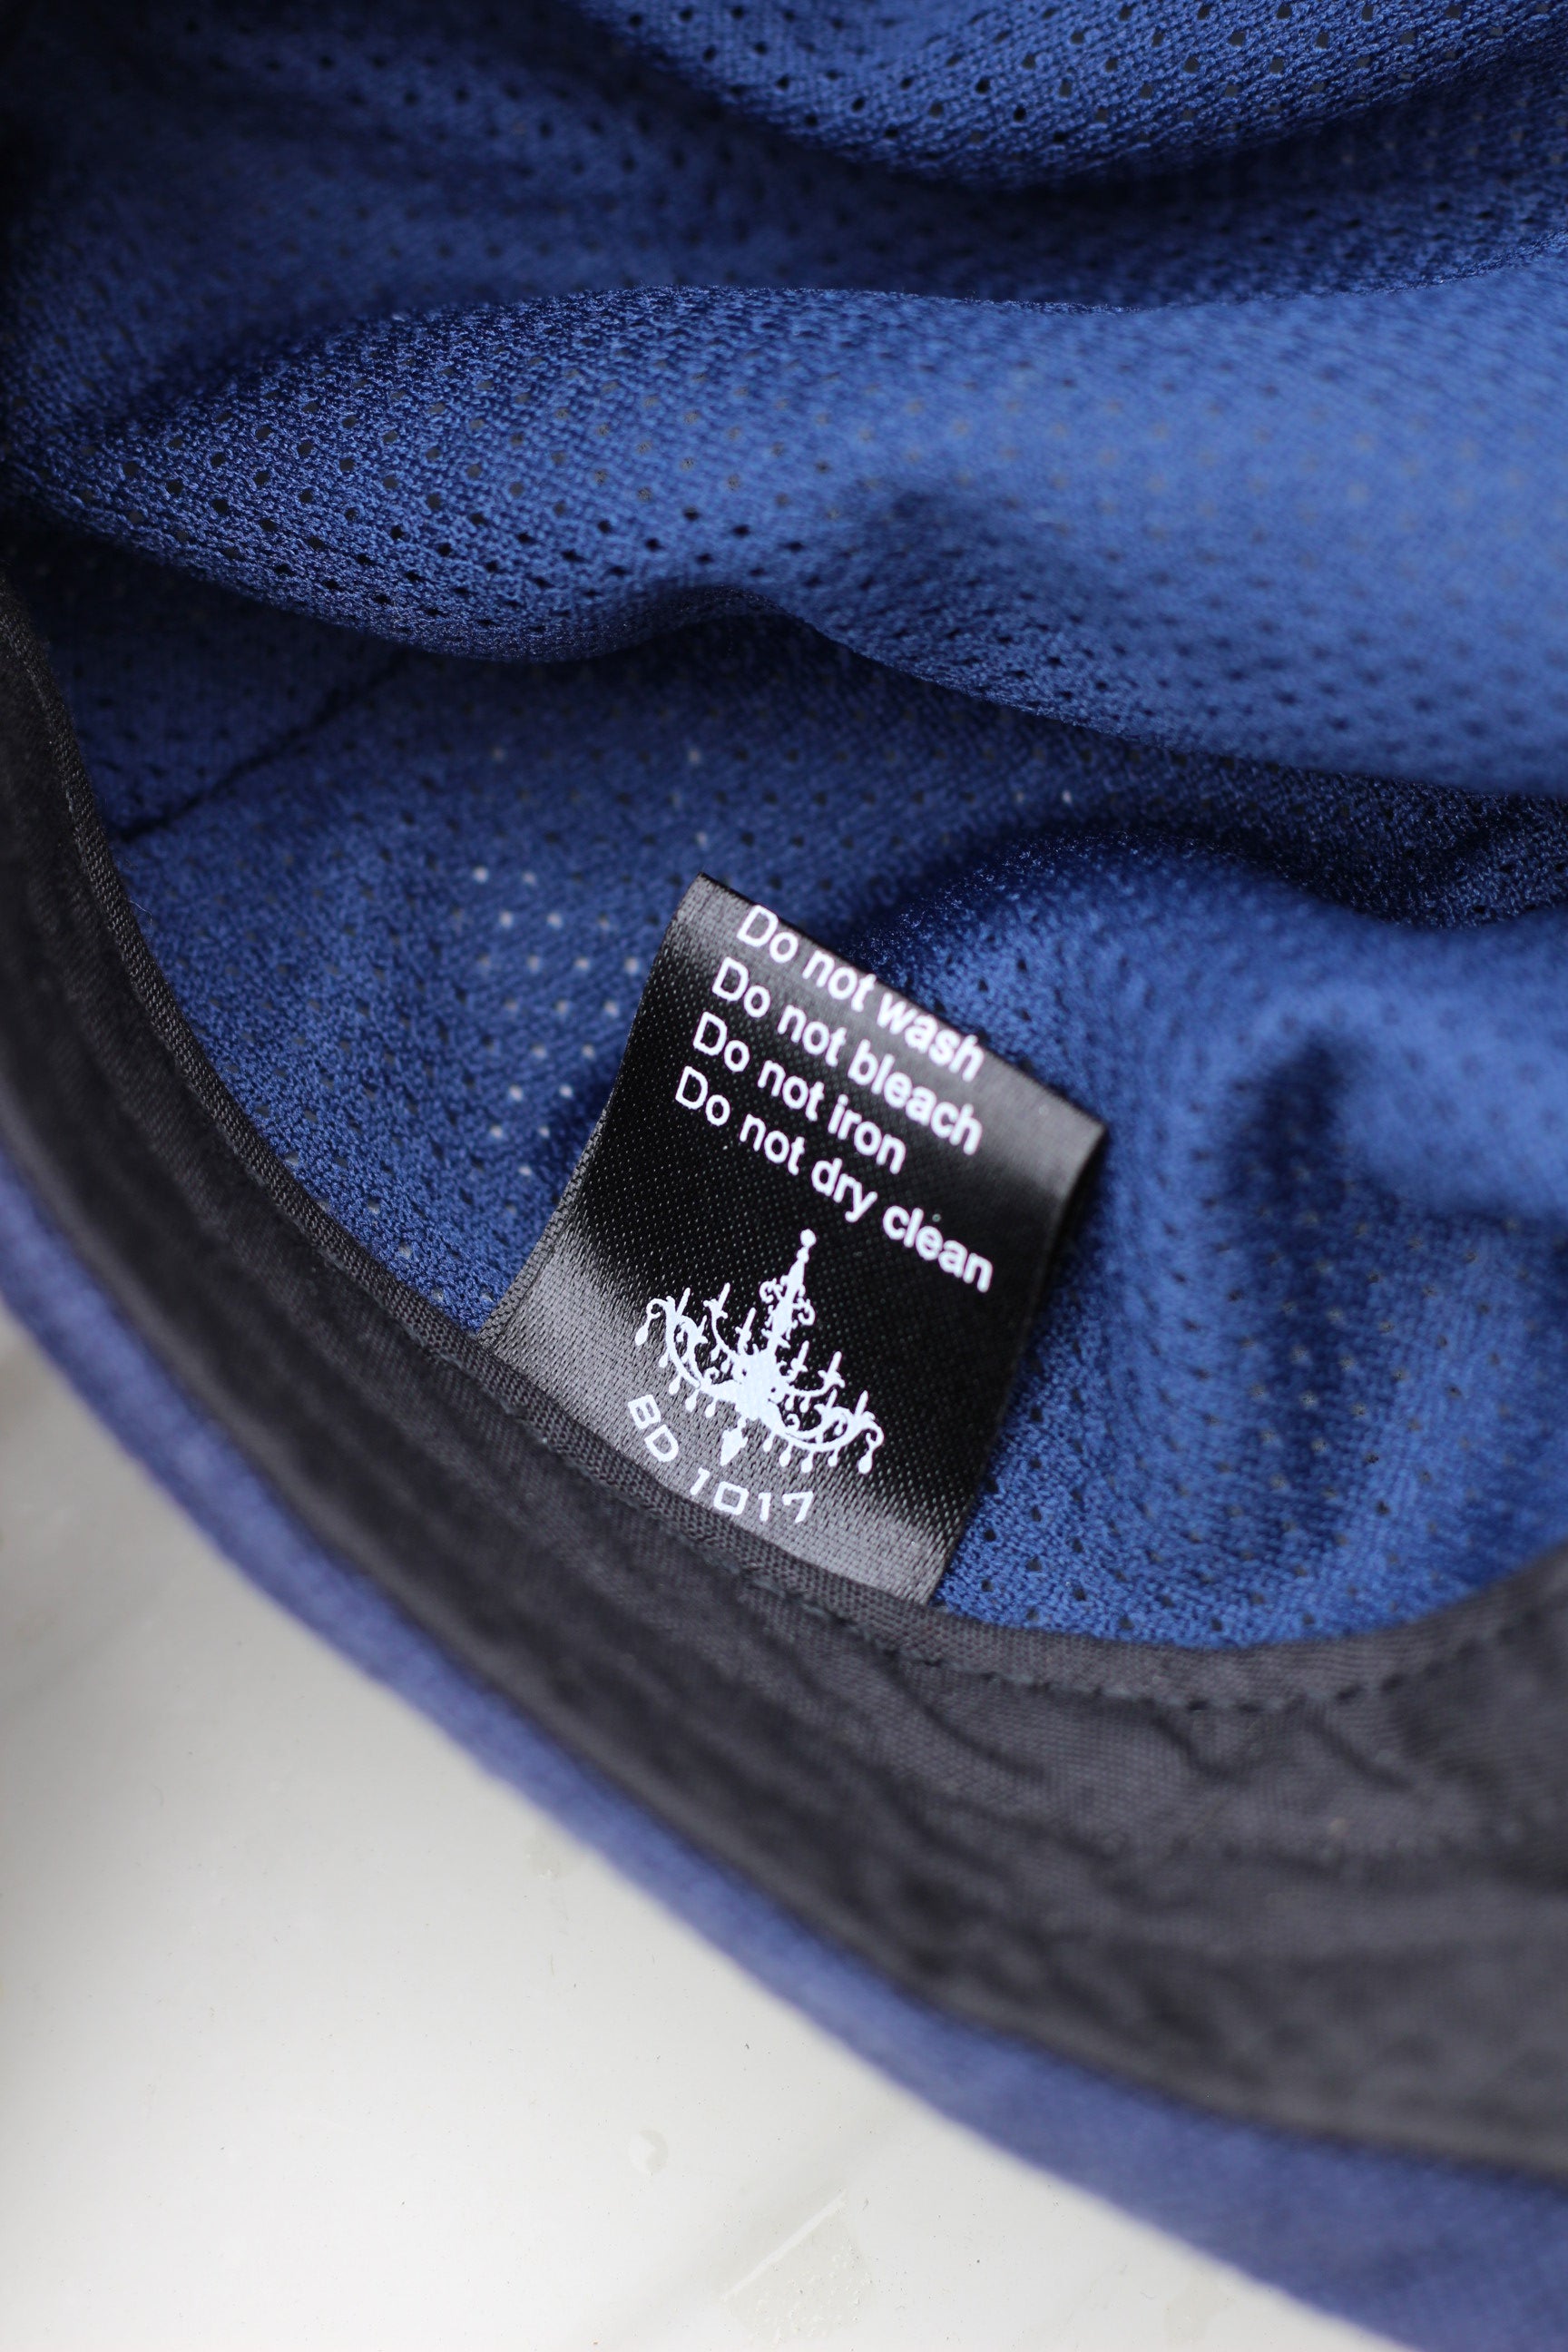 Do not wash
Do not bleach
Do not iron
Do not dry clean
BD 1017